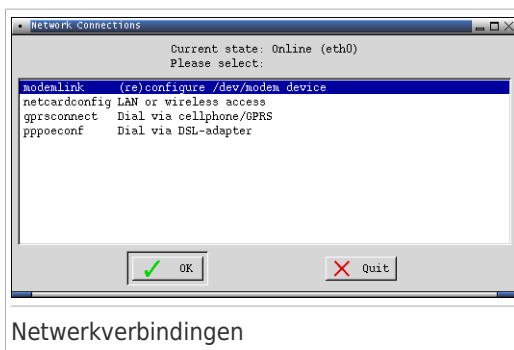 Network Connections
Current state: Online (eth0)
Please select:
modemlink (re)configure /dev/modem device
netcardconfig LAN or wireless access
gprsconnect Dial via cellphone/GPRS
pppoeconf Dial via DSL-adapter
OK Quit
Netwerkverbindingen